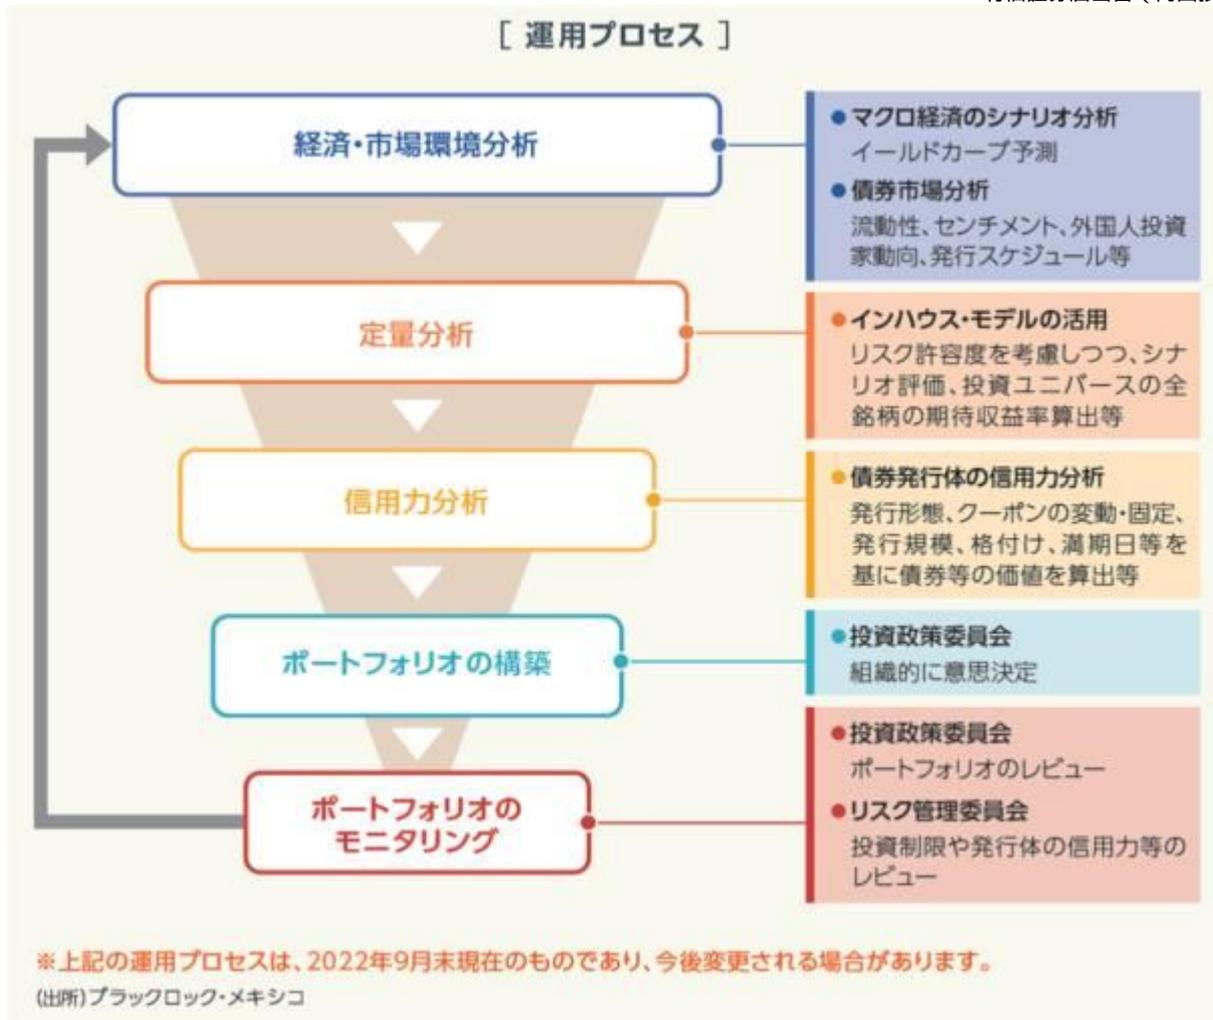 [ 運用プロセス ]
経済・市場環境分析
●マクロ経済のシナリオ分析
イールドカーブ予測
●債券市場分析
流動性、センチメント、外国人投資
家動向、発行スケジュール等
定量分析
●インハウス・モデルの活用
リスク許容度を考慮しつつ、シナ
リオ評価、投資ユニバースの全
銘柄の期待収益率算出等
信用力分析
●債券発行体の信用力分析
発行形態、クーポンの変動・固定、
発行規模、格付け、満期日等を
基に債券等の価値を算出等
ポートフォリオの構築
●投資政策委員会
組織的に意思決定
ポートフォリオの
モニタリング
●投資政策委員会
ポートフォリオのレビュー
●リスク管理委員会
投資制限や発行体の信用力等の
レビュー
※上記の運用プロセスは、2022年9月末現在のものであり、今後変更される場合があります。
(出所)ブラックロック・メキシコ